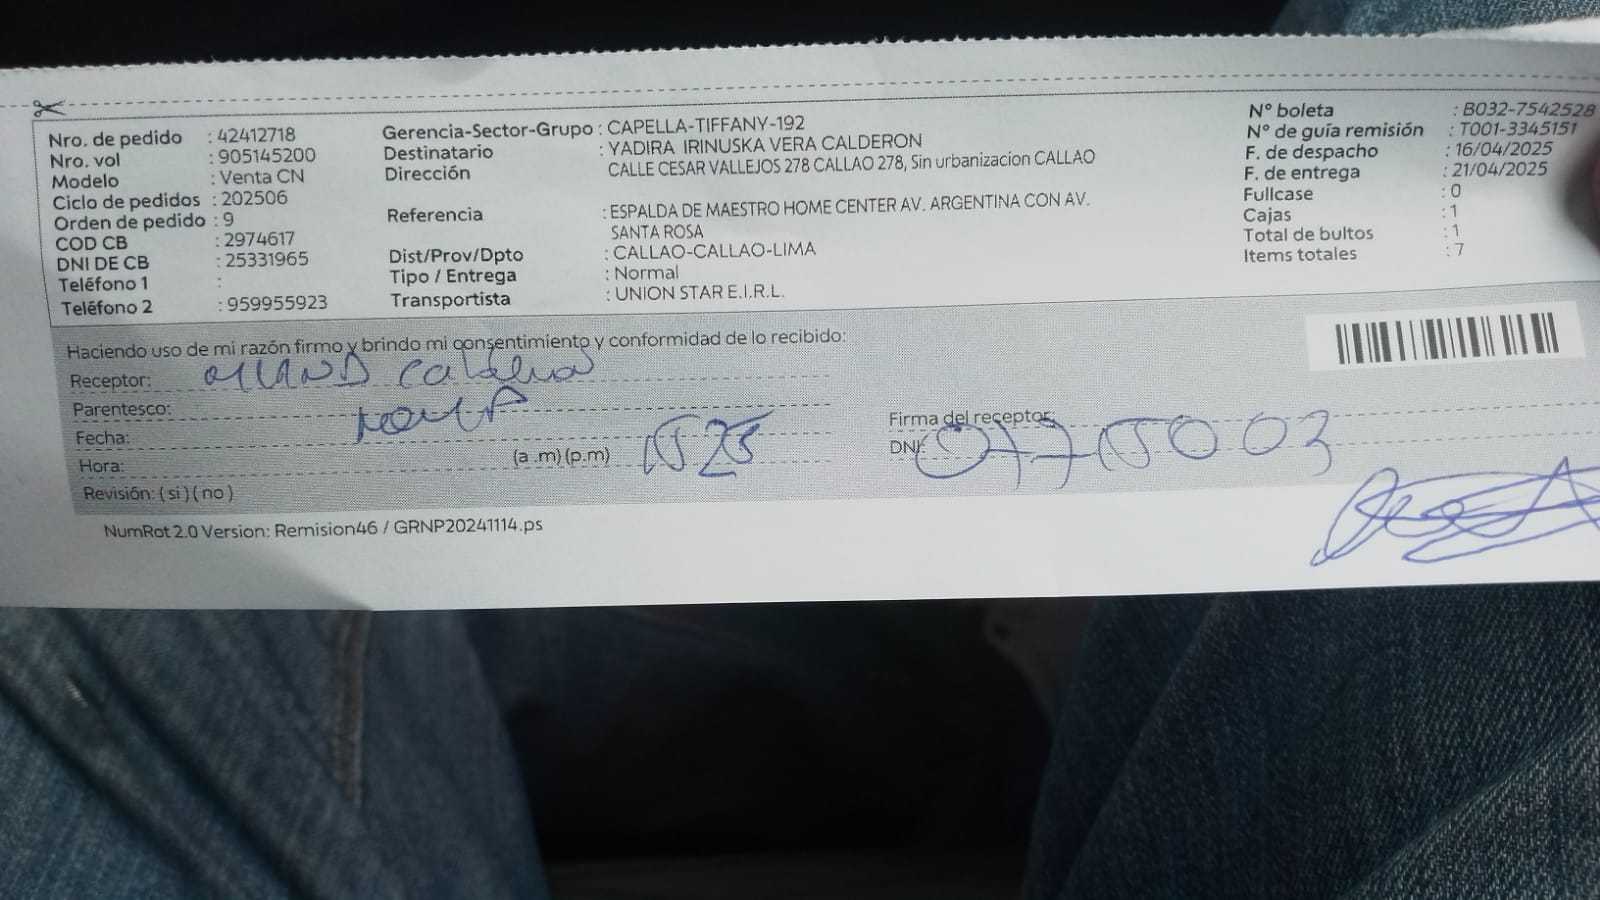 Nro. de pedido : 42412718
Nro. vol : 905145200
Modelo : Venta CN
Ciclo de pedidos : 202506
Orden de pedido : 9
COD CB : 2974617
DNI DE CB : 25331965
Teléfono 1 :
Teléfono 2 : 959955923
Gerencia-Sector-Grupo : CAPELLA-TIFFANY-192
Destinatario : YADIRA IRINUSKA VERA CALDERON
Dirección CALLE CESAR VALLEJOS 278 CALLAO 278, Sin urbanizacion CALLAO
Referencia : ESPALDA DE MAESTRO HOME CENTER AV. ARGENTINA CON AV.
SANTA ROSA
Dist/Prov/Dpto : CALLAO-CALLAO-LIMA
Tipo / Entrega : Normal
Transportista : UNION STAR E.I.R.L.
N° boleta : B032-7542528
N° de guía remisión : T001-3345151
F. de despacho : 16/04/2025
F. de entrega : 21/04/2025
Fullcase : 0
Cajas : 1
Total de bultos : 1
Items totales : 7
Haciendo uso de mi razón firmo y brindo mi consentimiento y conformidad de lo recibido:
Receptor:
Parentesco:
Fecha:
Hora: (a .m) (p.m) 1525
Revisión: ( si ) ( no )
Firma del receptor:
DNI:
NumRot 2.0 Version: Remision46 / GRNP20241114.ps